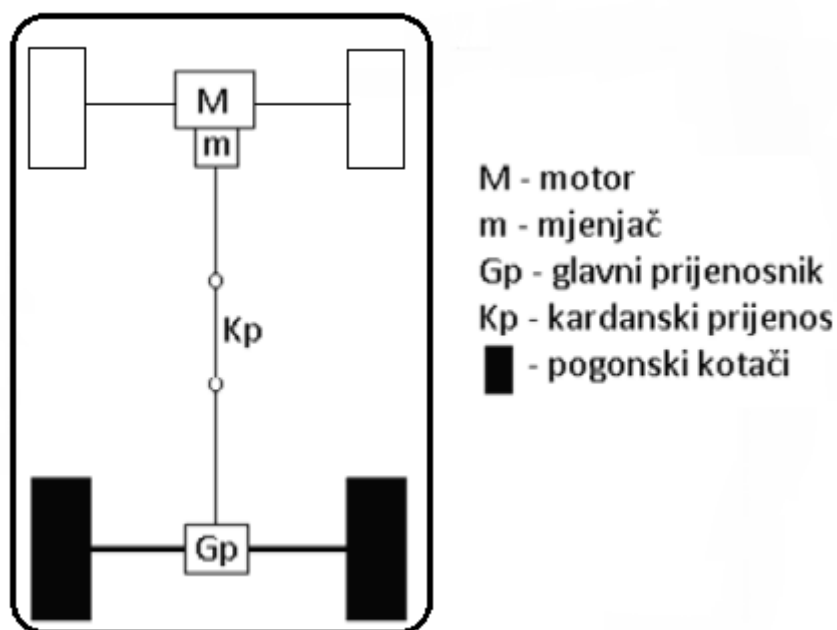 M
m
Kp
Gp
M - motor
m - mjenjač
Gp - glavni prijenosnik
Kp - kardanski prijenos
- pogonski kotači